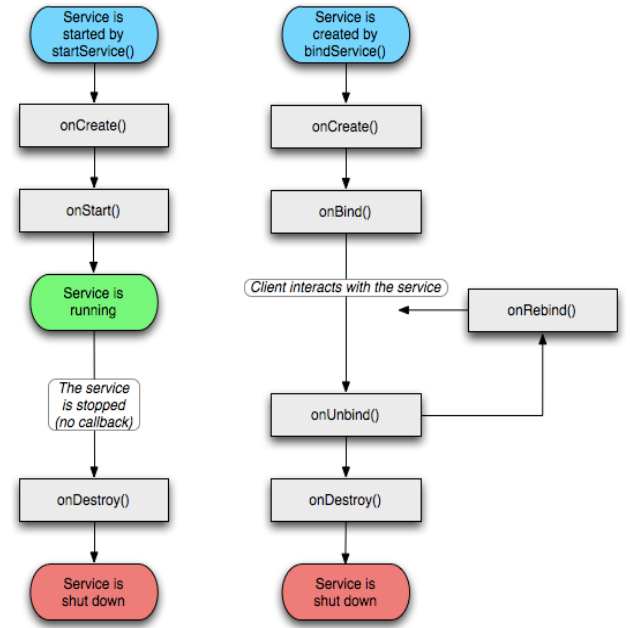 Service is
started by
startService()
onCreate()
onStart()
Service is
running
The service
is stopped
(no callback)
onDestroy()
Service is
shut down
Service is
created by
bindService()
onCreate()
onBind()
Client interacts with the service
onRebind()
onUnbind()
onDestroy()
Service is
shut down